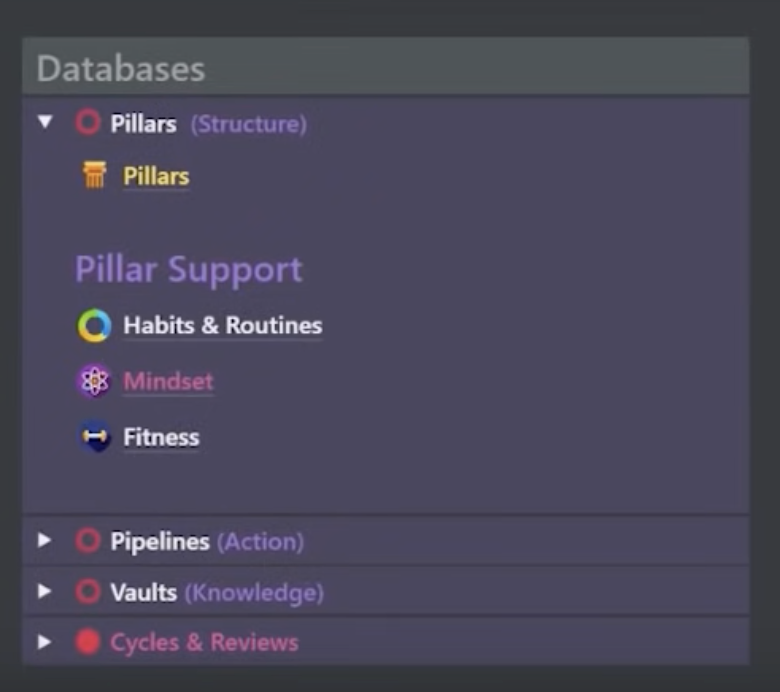 Databases
Pillars (Structure)
Pillars
Pillar Support
Habits & Routines
Mindset
Fitness
Pipelines (Action)
Vaults (Knowledge)
Cycles & Reviews